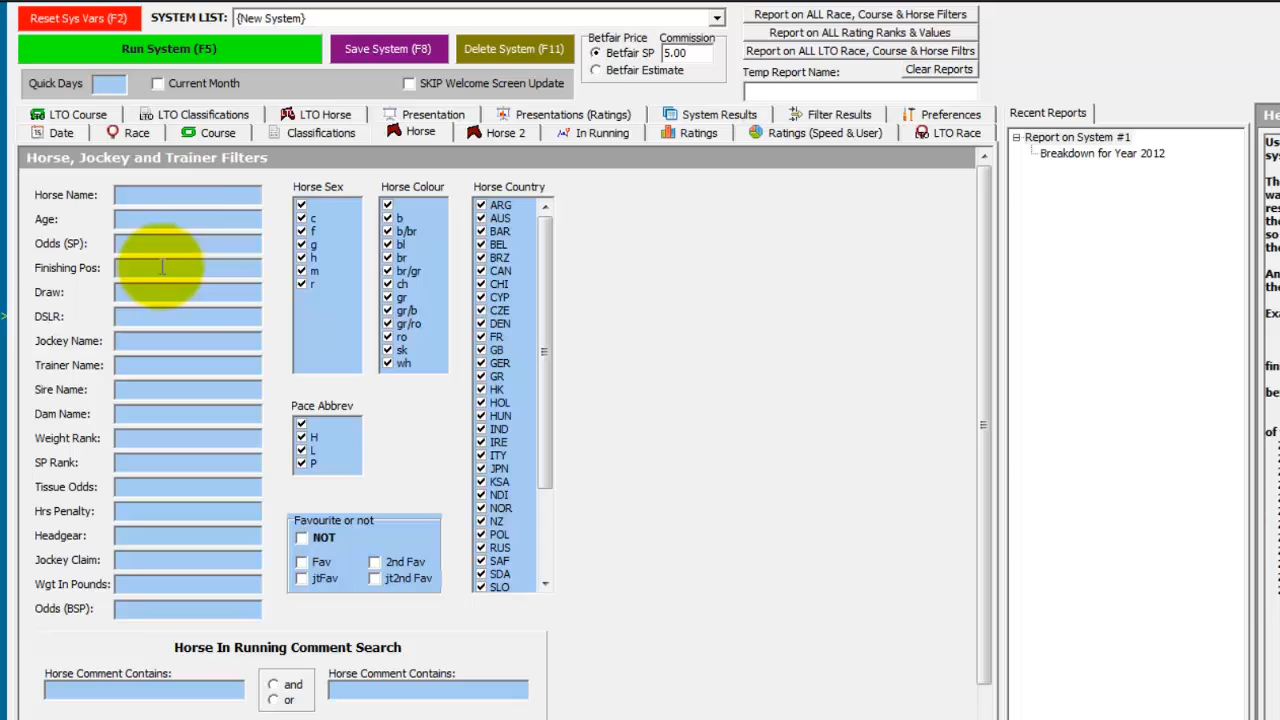 Reset Sys Vars (F2)
SYSTEM LIST:
{New System}
Run System (F5)
Save System (F8)
Delete System (F11)
Betfair Price
Commission
Betfair SP
5.00
Betfair Estimate
Report on ALL Race, Course & Horse Filters
Report on ALL Rating Ranks & Values
Report on ALL LTO Race, Course & Horse Filtrs
Temp Report Name:
Clear Reports
Quick Days
Current Month
SKIP Welcome Screen Update
LTO Course
LTO Classifications
LTO Horse
Presentation
Presentations (Ratings)
System Results
Filter Results
Preferences
Date
Race
Course
Classifications
Horse
Horse 2
In Running
Ratings
Ratings (Speed & User)
LTO Race
Recent Reports
Report on System #1
Breakdown for Year 2012
Horse, Jockey and Trainer Filters
Horse Name:
Age:
Odds (SP):
Finishing Pos:
Draw:
DSLR:
Jockey Name:
Trainer Name:
Sire Name:
Dam Name:
Weight Rank:
SP Rank:
Tissue Odds:
Hrs Penalty:
Headgear:
Jockey Claim:
Wgt In Pounds:
Odds (BSP):
Horse Sex
c
f
g
h
m
r
Horse Colour
b
b/br
bl
br
br/gr
ch
gr
gr/b
gr/ro
ro
sk
wh
Horse Country
ARG
AUS
BAR
BEL
BRZ
CAN
CHI
CYP
CZE
DEN
FR
GB
GER
GR
HK
HOL
HUN
IND
IRE
ITY
JPN
KSA
NDI
NOR
NZ
POL
RUS
SAF
SDA
SLO
Pace Abbrev
H
L
P
Favourite or not
NOT
Fav
2nd Fav
jtFav
jt2nd Fav
Horse In Running Comment Search
Horse Comment Contains:
and
or
Horse Comment Contains: